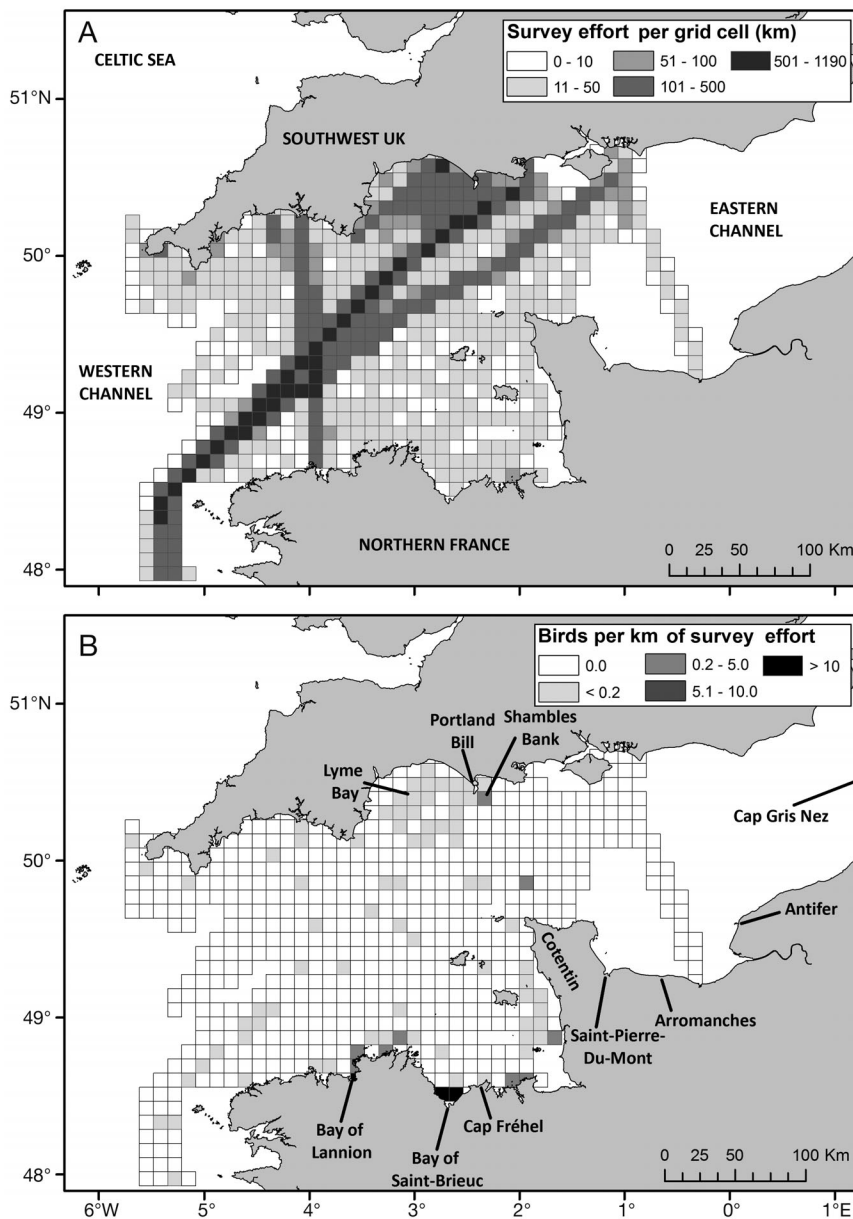 A
Survey effort per grid cell (km)
0 - 10
51 - 100
501 - 1190
11 - 50
101 - 500
CELTIC SEA
51°N
SOUTHWEST UK
EASTERN
CHANNEL
50°
WESTERN
CHANNEL
49°
NORTHERN FRANCE
0 25 50 100 Km
48°
B
Birds per km of survey effort
0.0
0.2 - 5.0
> 10
< 0.2
5.1 - 10.0
51°N
Portland
Bill
Shambles
Bank
Lyme
Bay
Cap Gris Nez
50°
Antifer
Cotentin
49°
Saint-Pierre-
Du-Mont
Arromanches
Bay of
Lannion
Bay of
Saint-Brieuc
Cap Fréhel
0 25 50 100 Km
48°
6°W 5° 4° 3° 2° 1° 0° 1°E